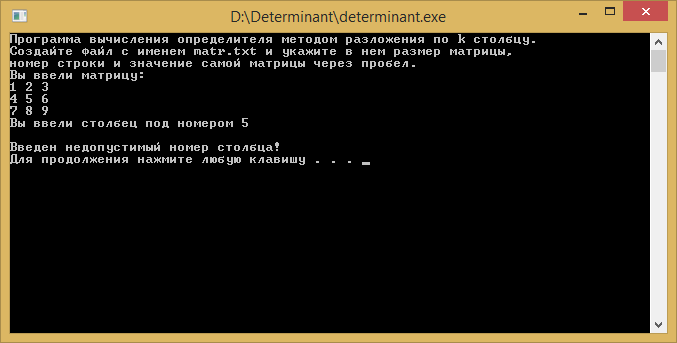 D:\Determinant\determinant.exe
Программа вычисления определителя методом разложения по k столбцу.
Создайте файл с именем matr.txt и укажите в нем размер матрицы,
номер строки и значение самой матрицы через пробел.
Вы ввели матрицу:
1 2 3
4 5 6
7 8 9
Вы ввели столбец под номером 5
Введен недопустимый номер столбца!
Для продолжения нажмите любую клавишу . . .